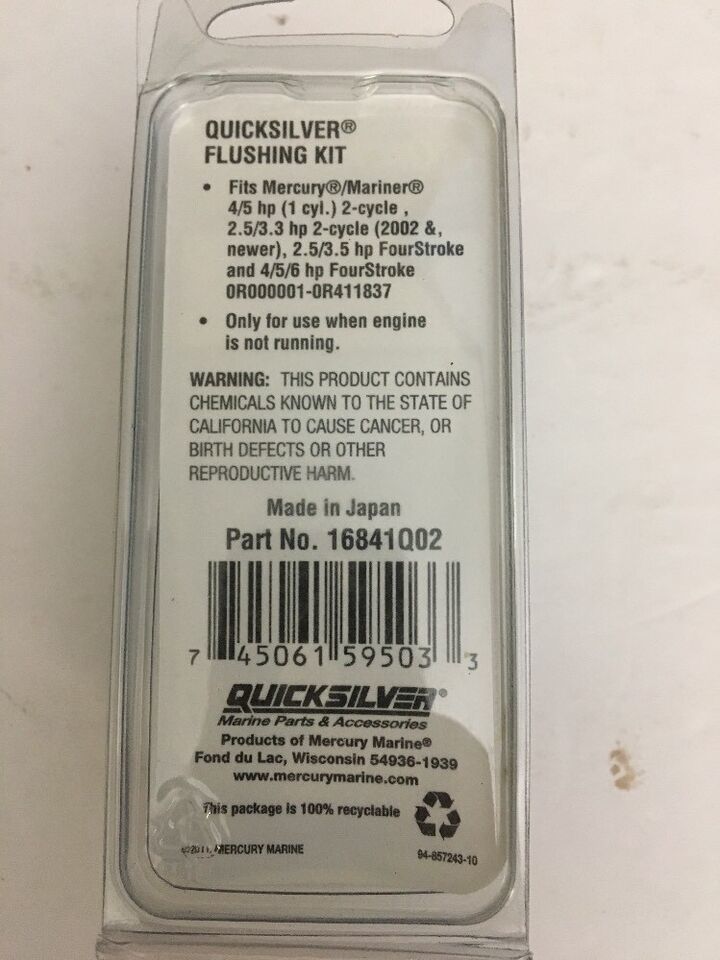 QUICKSILVER®
FLUSHING KIT
• Fits Mercury®/Mariner®
4/5 hp (1 cyl.) 2-cycle ,
2.5/3.3 hp 2-cycle (2002 &,
newer), 2.5/3.5 hp FourStroke
and 4/5/6 hp FourStroke
0R000001-0R411837
• Only for use when engine
is not running.
WARNING: THIS PRODUCT CONTAINS
CHEMICALS KNOWN TO THE STATE OF
CALIFORNIA TO CAUSE CANCER, OR
BIRTH DEFECTS OR OTHER
REPRODUCTIVE HARM.
Made in Japan
Part No. 16841Q02
7 45061 59503 3
QUICKSILVER®
Marine Parts & Accessories
Products of Mercury Marine®
Fond du Lac, Wisconsin 54936-1939
www.mercurymarine.com
This package is 100% recyclable
©2011, MERCURY MARINE
94-857243-10